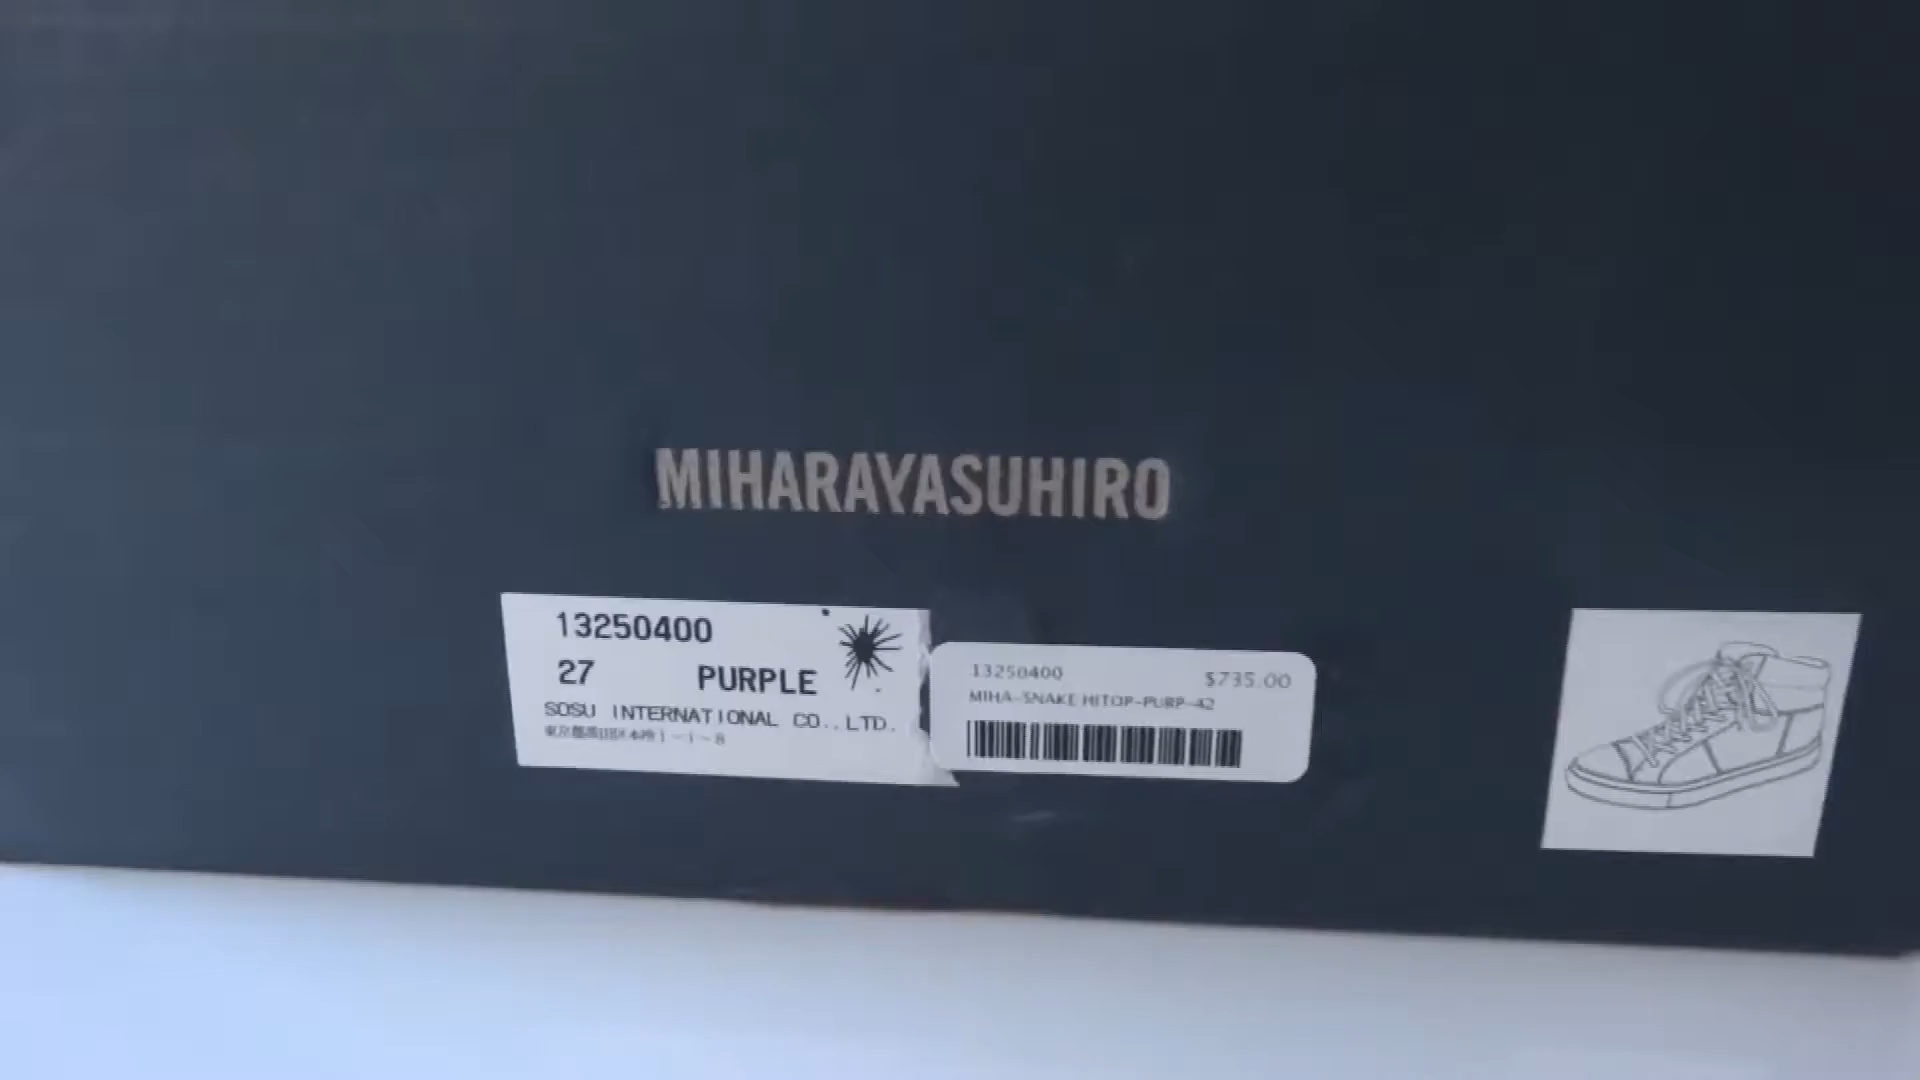 MIHARAYASUHIRO
13250400
27 PURPLE
SOSU INTERNATIONAL CO.,LTD.
13250400 $735.00
MIHA-SNAKE HITOP-PURP-42